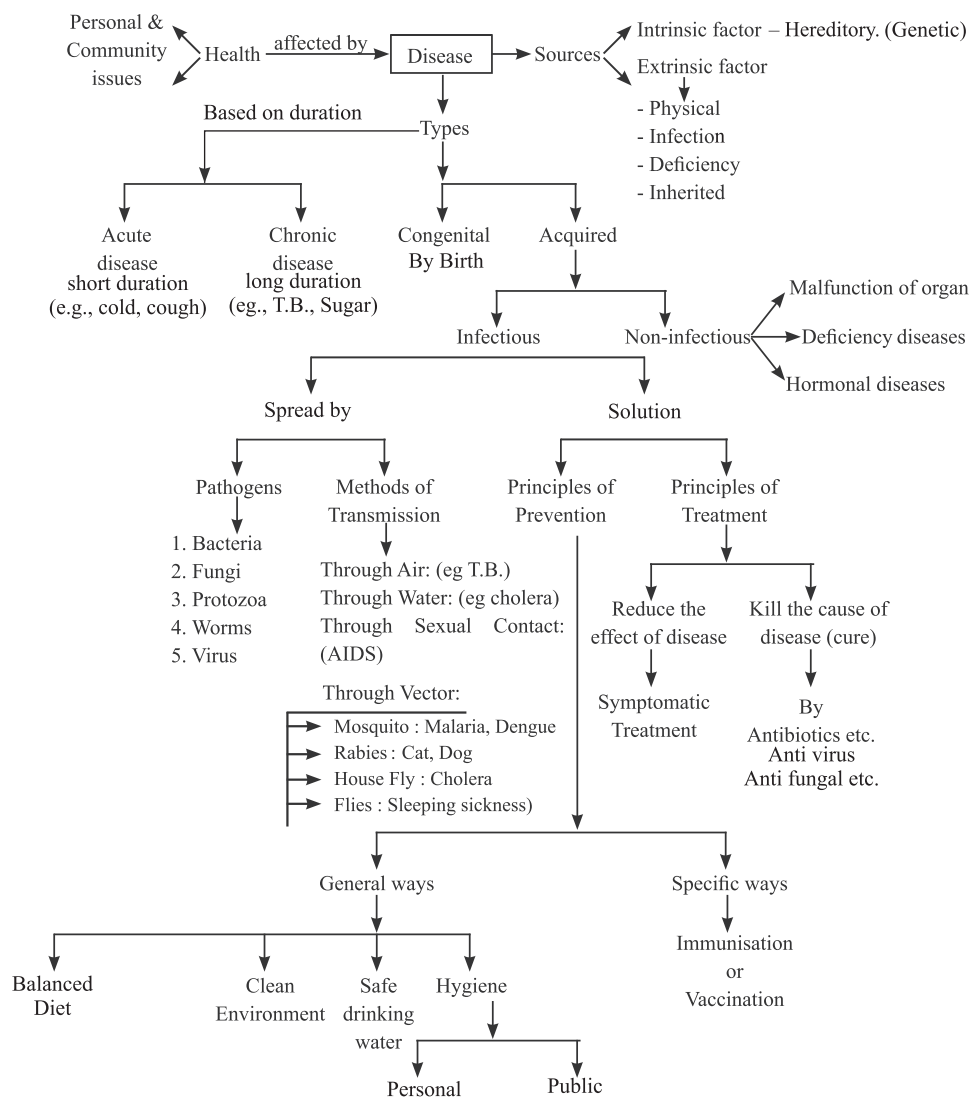 Personal &
Community
issues
Health
affected by
Disease
Sources
Intrinsic factor – Hereditory. (Genetic)
Extrinsic factor
- Physical
- Infection
- Deficiency
- Inherited
Based on duration
Types
Acute
disease
short duration
(e.g., cold, cough)
Chronic
disease
long duration
(eg., T.B., Sugar)
Congenital
By Birth
Acquired
Infectious
Non-infectious
Malfunction of organ
Deficiency diseases
Hormonal diseases
Spread by
Solution
Pathogens
1. Bacteria
2. Fungi
3. Protozoa
4. Worms
5. Virus
Methods of
Transmission
Through Air: (eg T.B.)
Through Water: (eg cholera)
Through Sexual Contact:
(AIDS)
Through Vector:
Mosquito : Malaria, Dengue
Rabies : Cat, Dog
House Fly : Cholera
Flies : Sleeping sickness)
Principles of
Prevention
Principles of
Treatment
Reduce the
effect of disease
Symptomatic
Treatment
Kill the cause of
disease (cure)
By
Antibiotics etc.
Anti virus
Anti fungal etc.
General ways
Specific ways
Immunisation
or
Vaccination
Balanced
Diet
Clean
Environment
Safe
drinking
water
Hygiene
Personal
Public